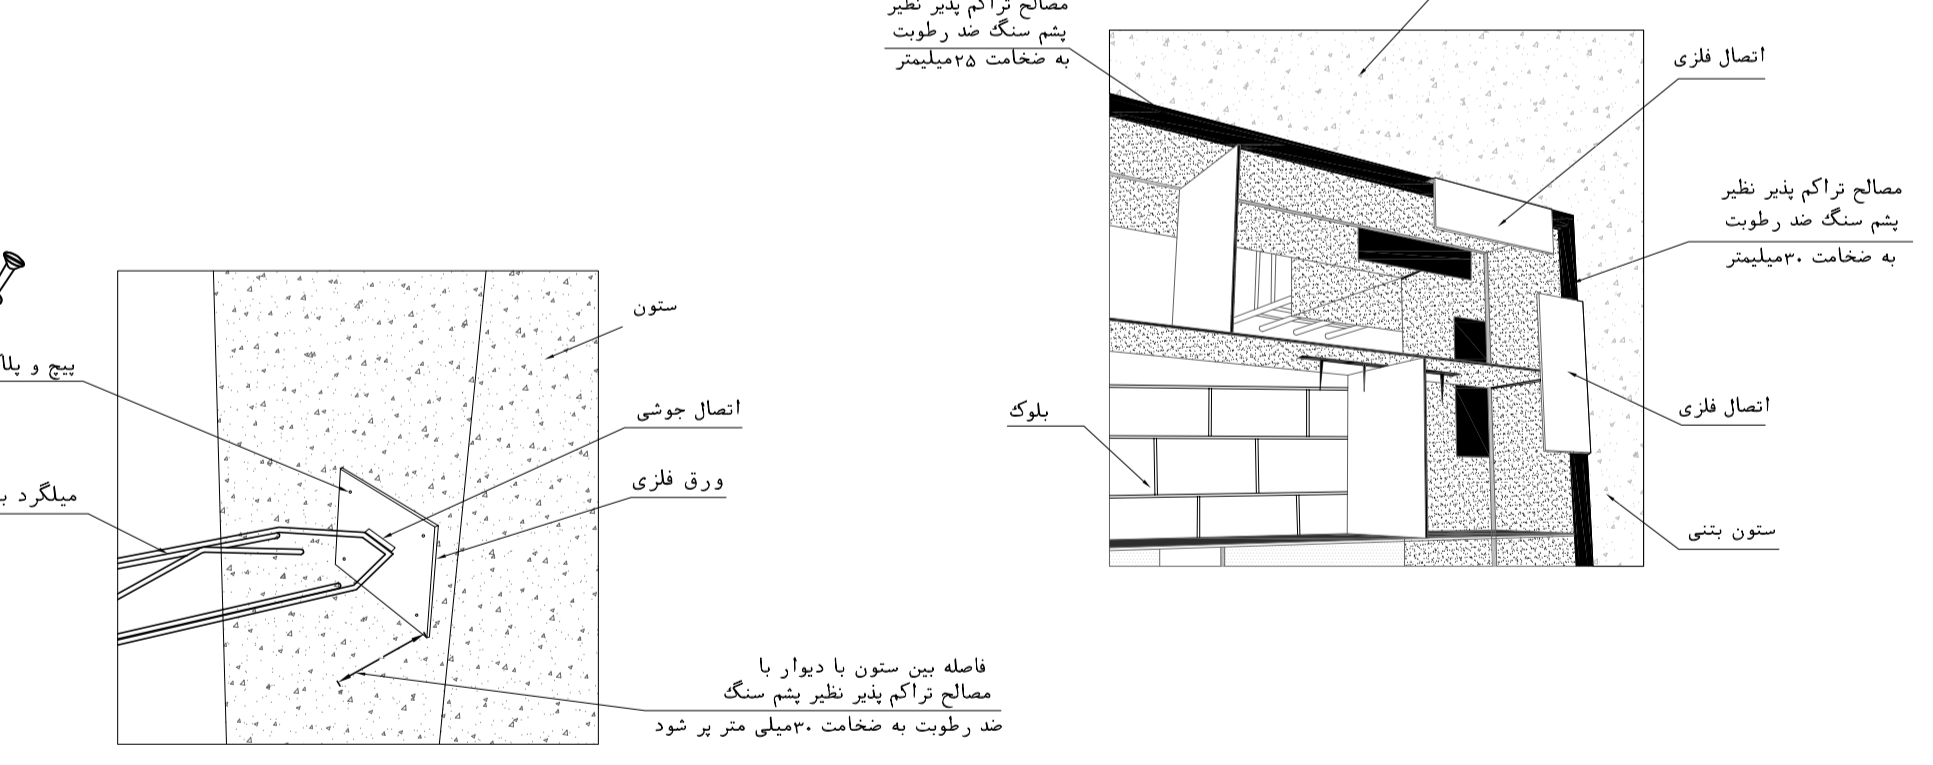 مصالح تراکم پذیر نظیر
پشم سنگ ضد رطوبت
به ضخامت ۲۵میلیمتر
اتصال فلزی
مصالح تراکم پذیر نظیر
پشم سنگ ضد رطوبت
به ضخامت ۳۰میلیمتر
اتصال فلزی
بلوک
ستون بتنی
ستون
پیچ و
اتصال جوشی
ورق فلزی
میلگرد
فاصله بین ستون با دیوار با
مصالح تراکم پذیر نظیر پشم سنگ
ضد رطوبت به ضخامت ۳۰میلی متر پر شود